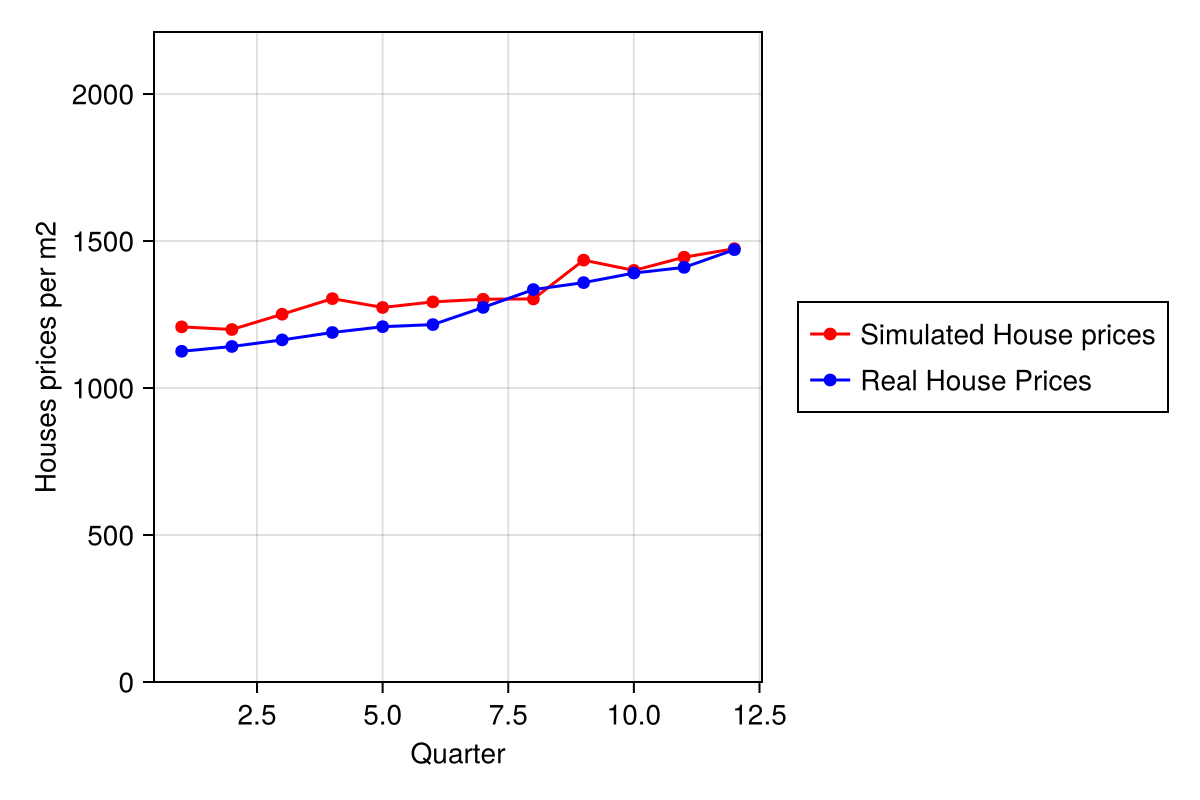 2000
1500
1000
500
0
Houses prices per m2
2.5 5.0 7.5 10.0 12.5
Quarter
Simulated House prices
Real House Prices